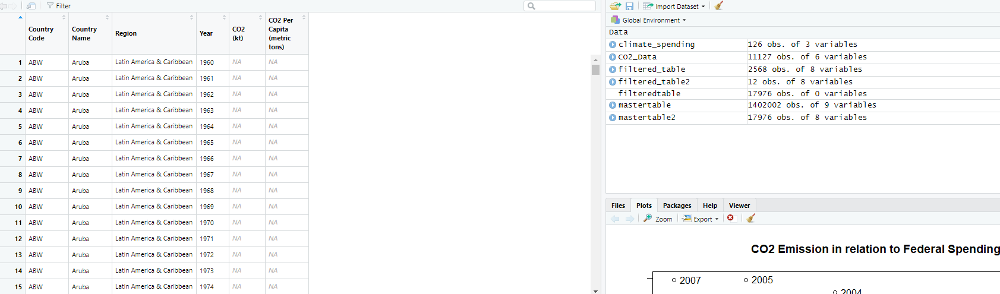 Filter
Country Code Country Name Region Year CO2 (kt) CO2 Per Capita (metric tons)
1 ABW Aruba Latin America & Caribbean 1960 NA NA
2 ABW Aruba Latin America & Caribbean 1961 NA NA
3 ABW Aruba Latin America & Caribbean 1962 NA NA
4 ABW Aruba Latin America & Caribbean 1963 NA NA
5 ABW Aruba Latin America & Caribbean 1964 NA NA
6 ABW Aruba Latin America & Caribbean 1965 NA NA
7 ABW Aruba Latin America & Caribbean 1966 NA NA
8 ABW Aruba Latin America & Caribbean 1967 NA NA
9 ABW Aruba Latin America & Caribbean 1968 NA NA
10 ABW Aruba Latin America & Caribbean 1969 NA NA
11 ABW Aruba Latin America & Caribbean 1970 NA NA
12 ABW Aruba Latin America & Caribbean 1971 NA NA
13 ABW Aruba Latin America & Caribbean 1972 NA NA
14 ABW Aruba Latin America & Caribbean 1973 NA NA
15 ABW Aruba Latin America & Caribbean 1974 NA NA
Import Dataset
Global Environment
Data
climate_spending 126 obs. of 3 variables
CO2_Data 11127 obs. of 6 variables
filtered_table 2568 obs. of 8 variables
filtered_table2 12 obs. of 8 variables
filteredtable 17976 obs. of 0 variables
mastertable 1402002 obs. of 9 variables
mastertable2 17976 obs. of 8 variables
Files Plots Packages Help Viewer
Zoom Export
CO2 Emission in relation to Federal Spending
2007 2005
2004